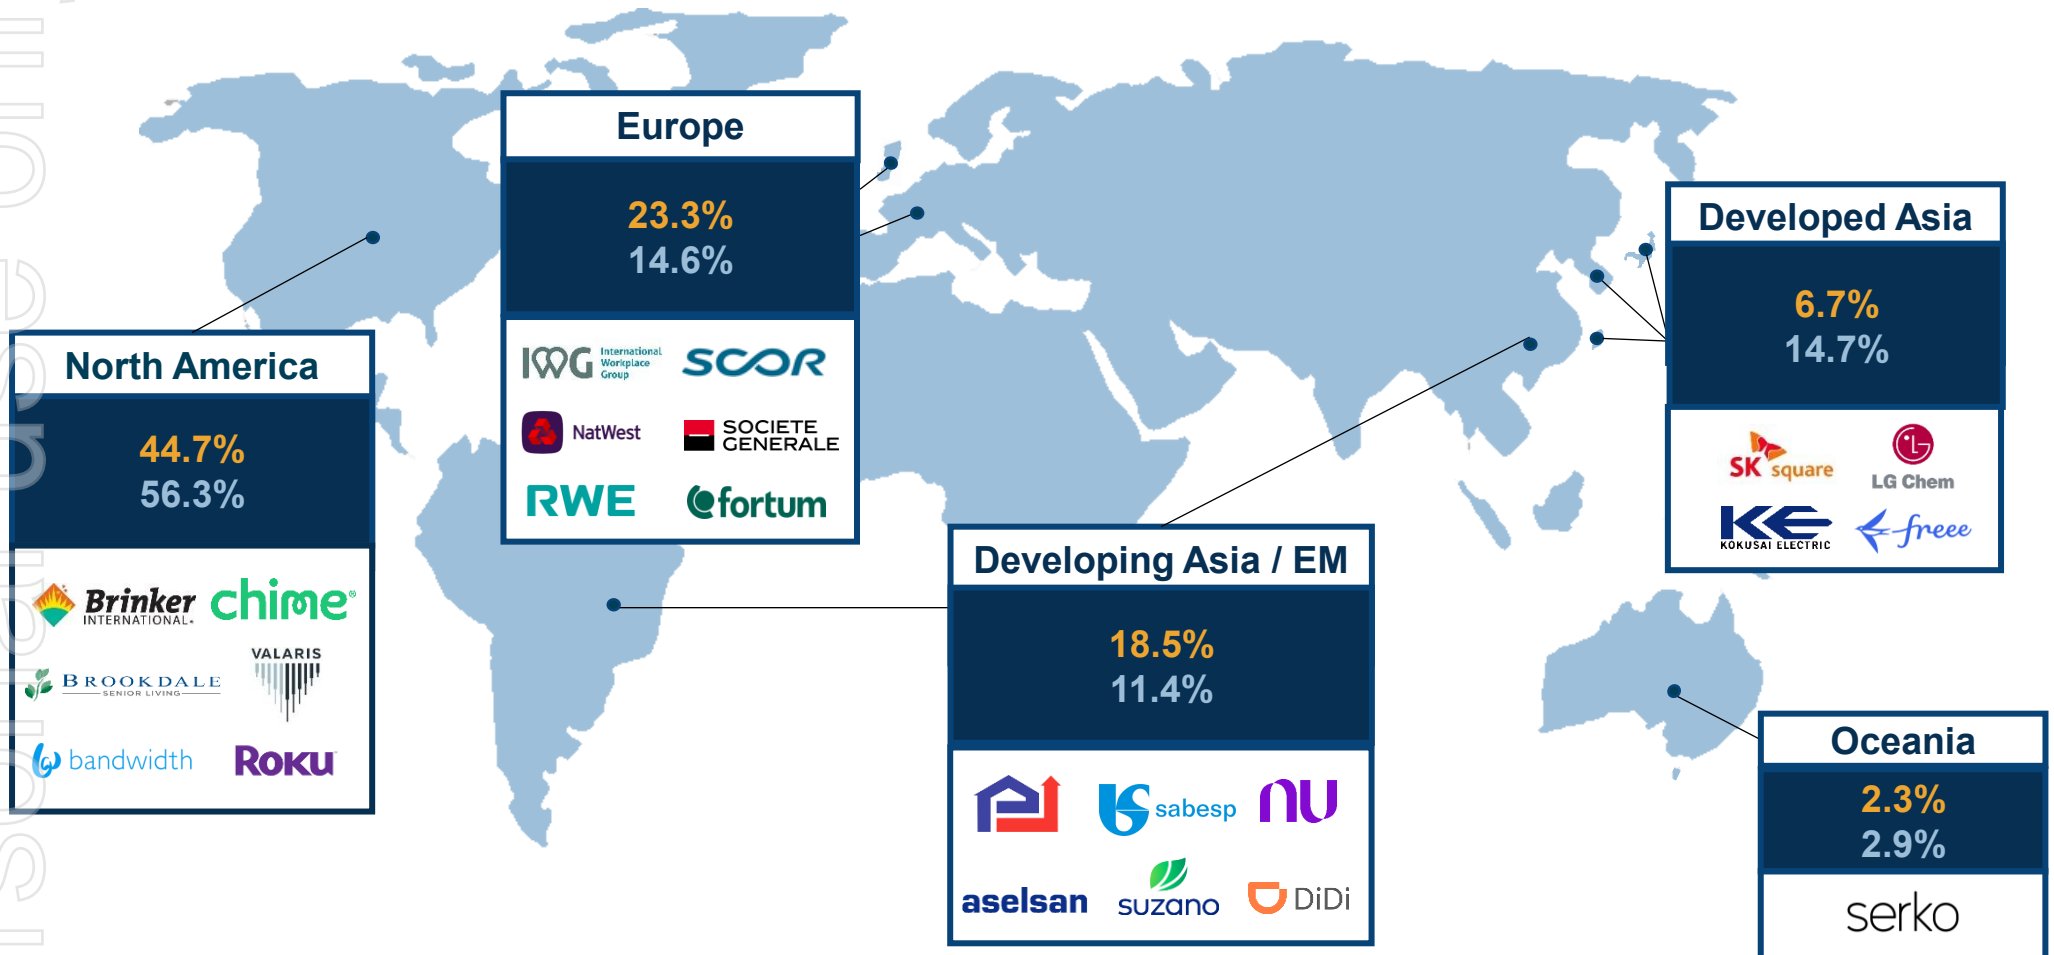 Europe
23.3%
14.6%
IWG International
Workplace
Group
SCOR
NatWest
SOCIETE
GENERALE
RWE
fortum
North America
44.7%
56.3%
Brinker
INTERNATIONAL
chime®
BROOKDALE
SENIOR LIVING
VALARIS
bandwidth
ROKU
Developing Asia / EM
18.5%
11.4%
sabesp
nu
aselsan
suzano
DiDi
Developed Asia
6.7%
14.7%
SK square
LG Chem
KE
KOKUSAI ELECTRIC
freee
Oceania
2.3%
2.9%
serko